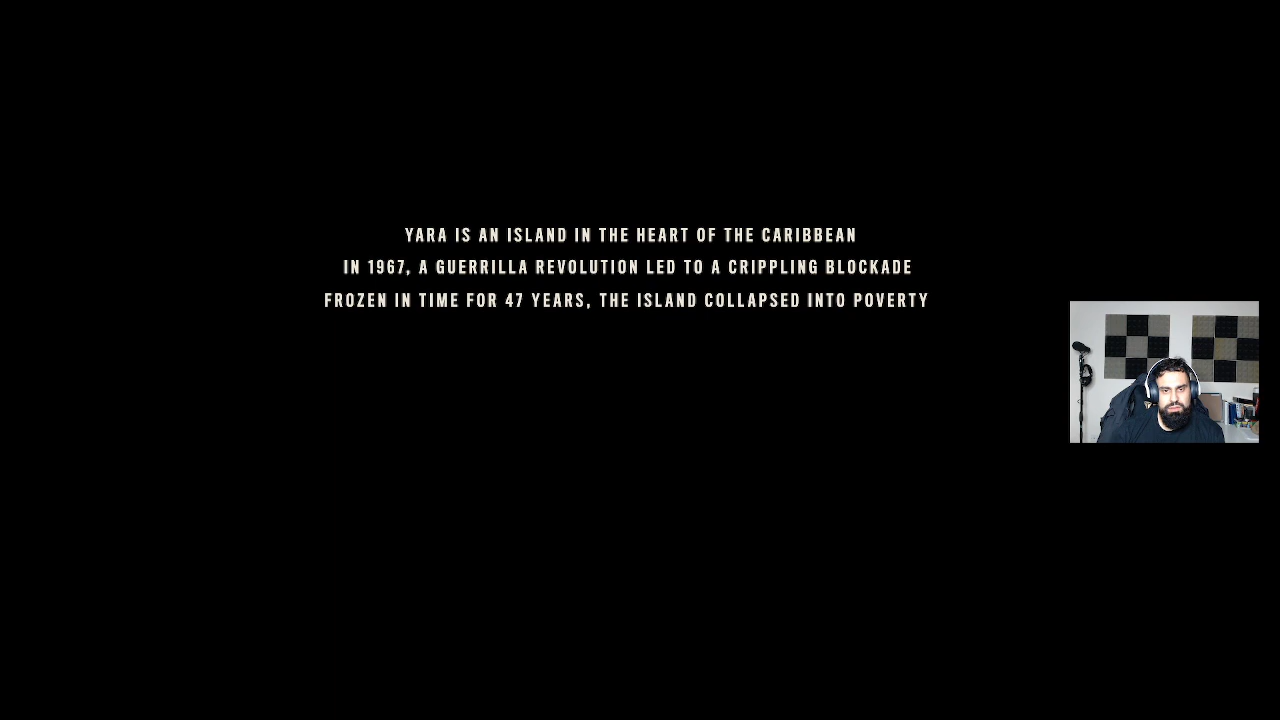 YARA IS AN ISLAND IN THE HEART OF THE CARIBBEAN
IN 1967, A GUERRILLA REVOLUTION LED TO A CRIPPLING BLOCKADE
FROZEN IN TIME FOR 47 YEARS, THE ISLAND COLLAPSED INTO POVERTY